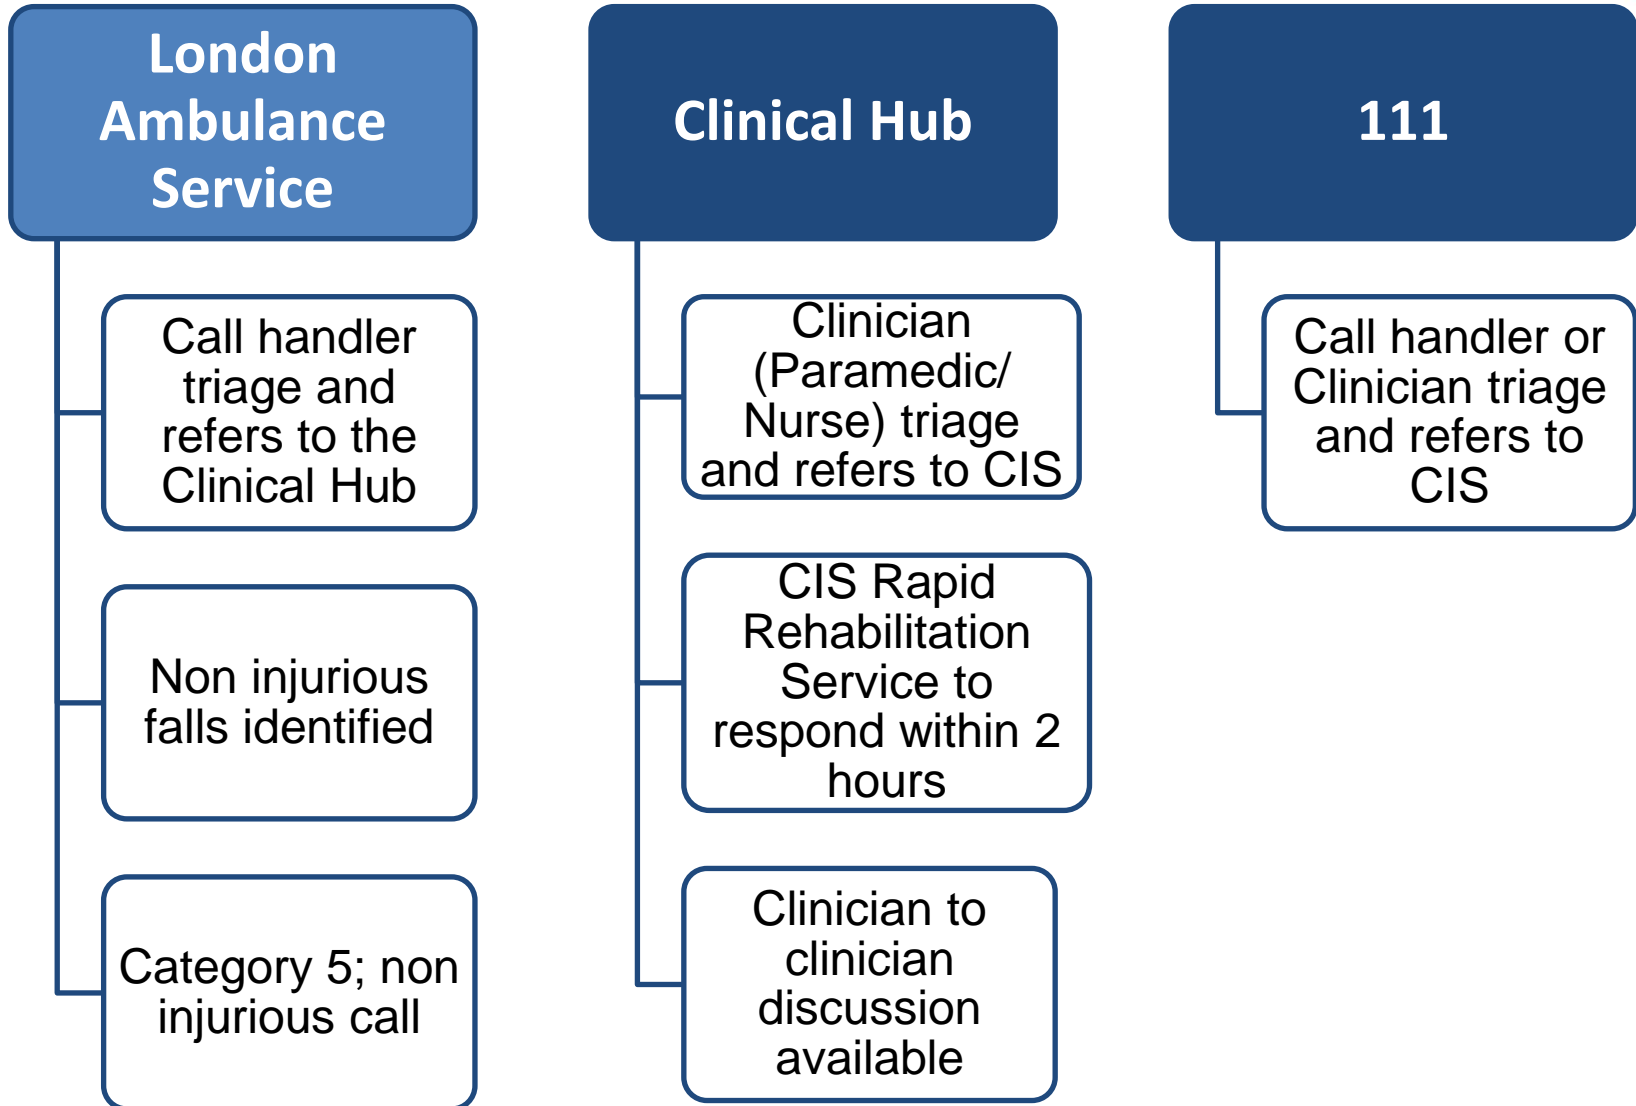 London
Ambulance
Service
Call handler
triage and
refers to the
Clinical Hub
Non injurious
falls identified
Category 5; non
injurious call
Clinical Hub
Clinician
(Paramedic/
Nurse) triage
and refers to CIS
CIS Rapid
Rehabilitation
Service to
respond within 2
hours
Clinician to
clinician
discussion
available
111
Call handler or
Clinician triage
and refers to
CIS